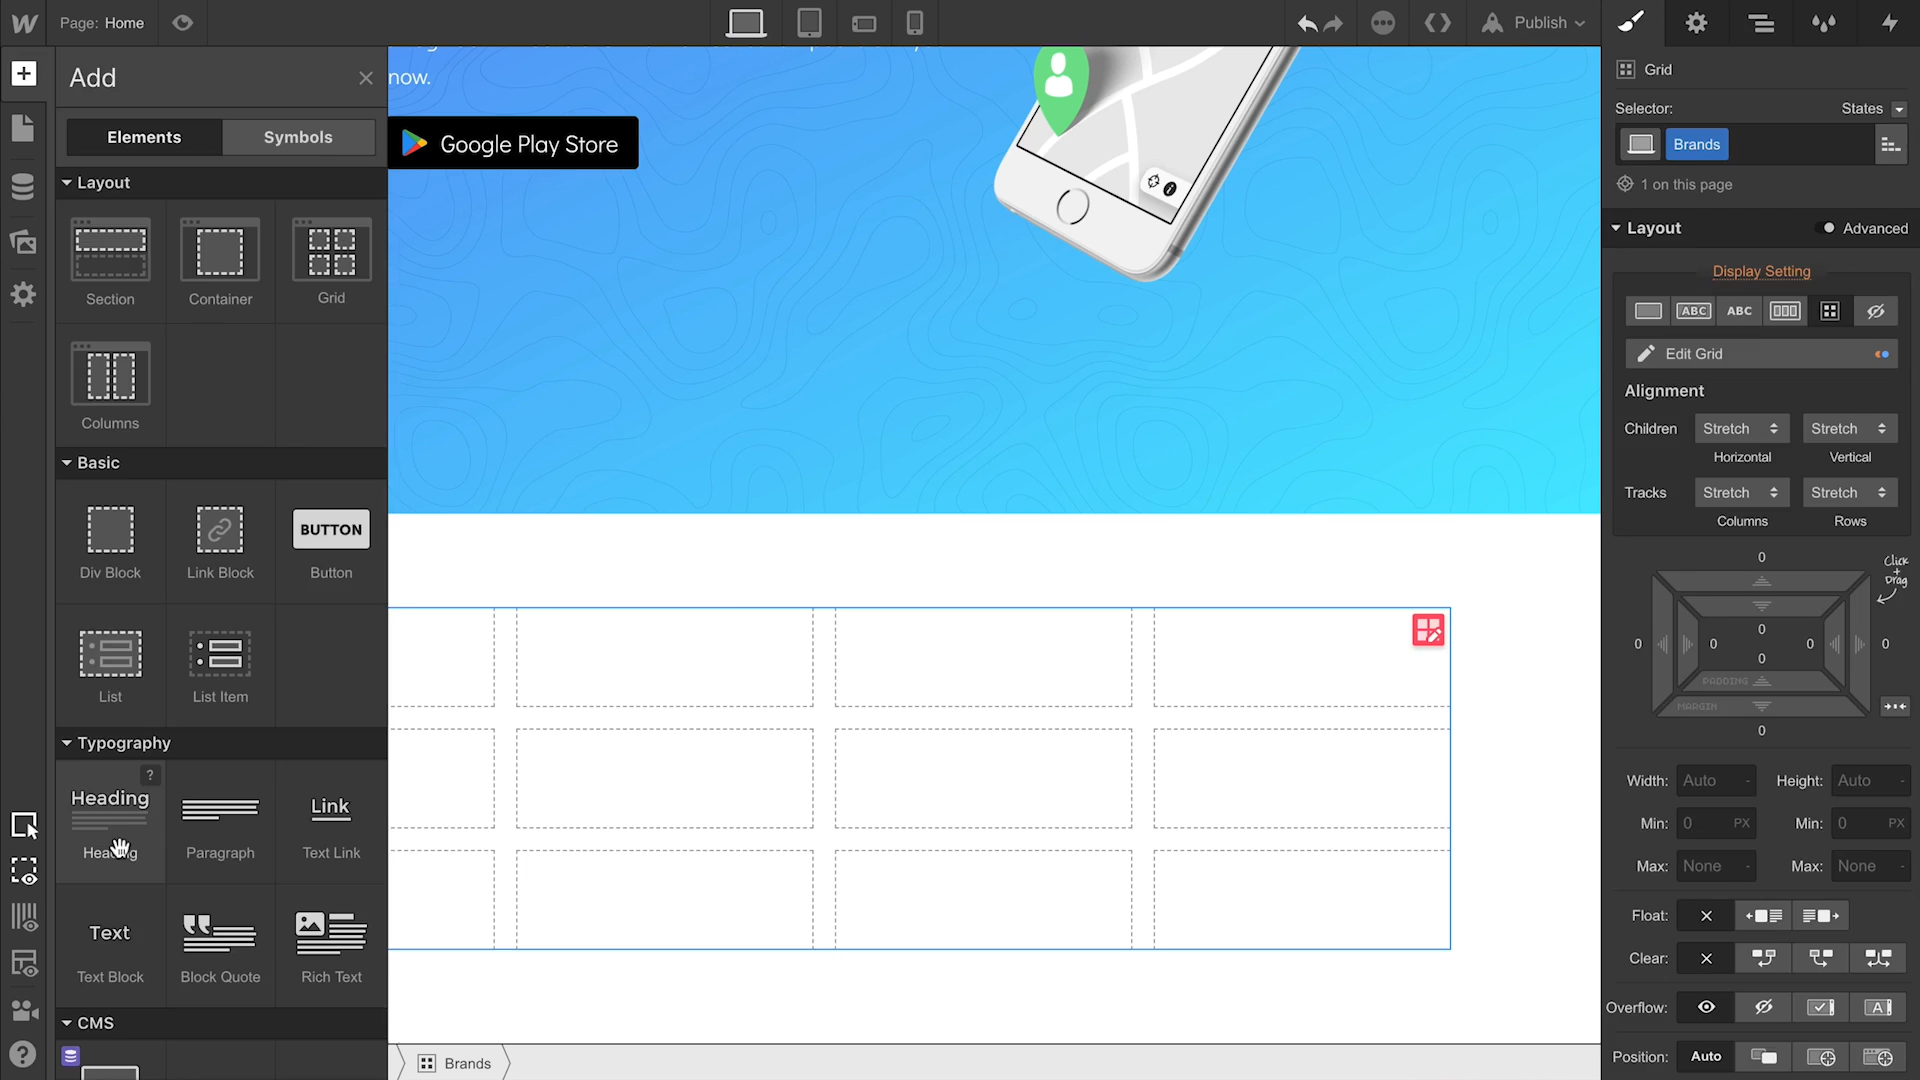 Page: Home
Publish
Add
Elements
Symbols
Layout
Section
Container
Grid
Columns
Basic
Div Block
Link Block
BUTTON
Button
List
List Item
Typography
?
Heading
Heading
Paragraph
Link
Text Link
Text
Text Block
Block Quote
Rich Text
CMS
now.
Google Play Store
Brands
Grid
Selector:
States
Brands
1 on this page
Layout
Advanced
Display Setting
ABC
ABC
Edit Grid
Alignment
Children
Stretch
Stretch
Horizontal
Vertical
Tracks
Stretch
Stretch
Columns
Rows
0
Click
+
Drag
0
0
0
0
0
0
0
PADDING
MARGIN
0
Width: Auto -
Height: Auto -
Min: 0 PX
Min: 0 PX
Max: None -
Max: None -
Float:
Clear:
Overflow:
A
Position:
Auto